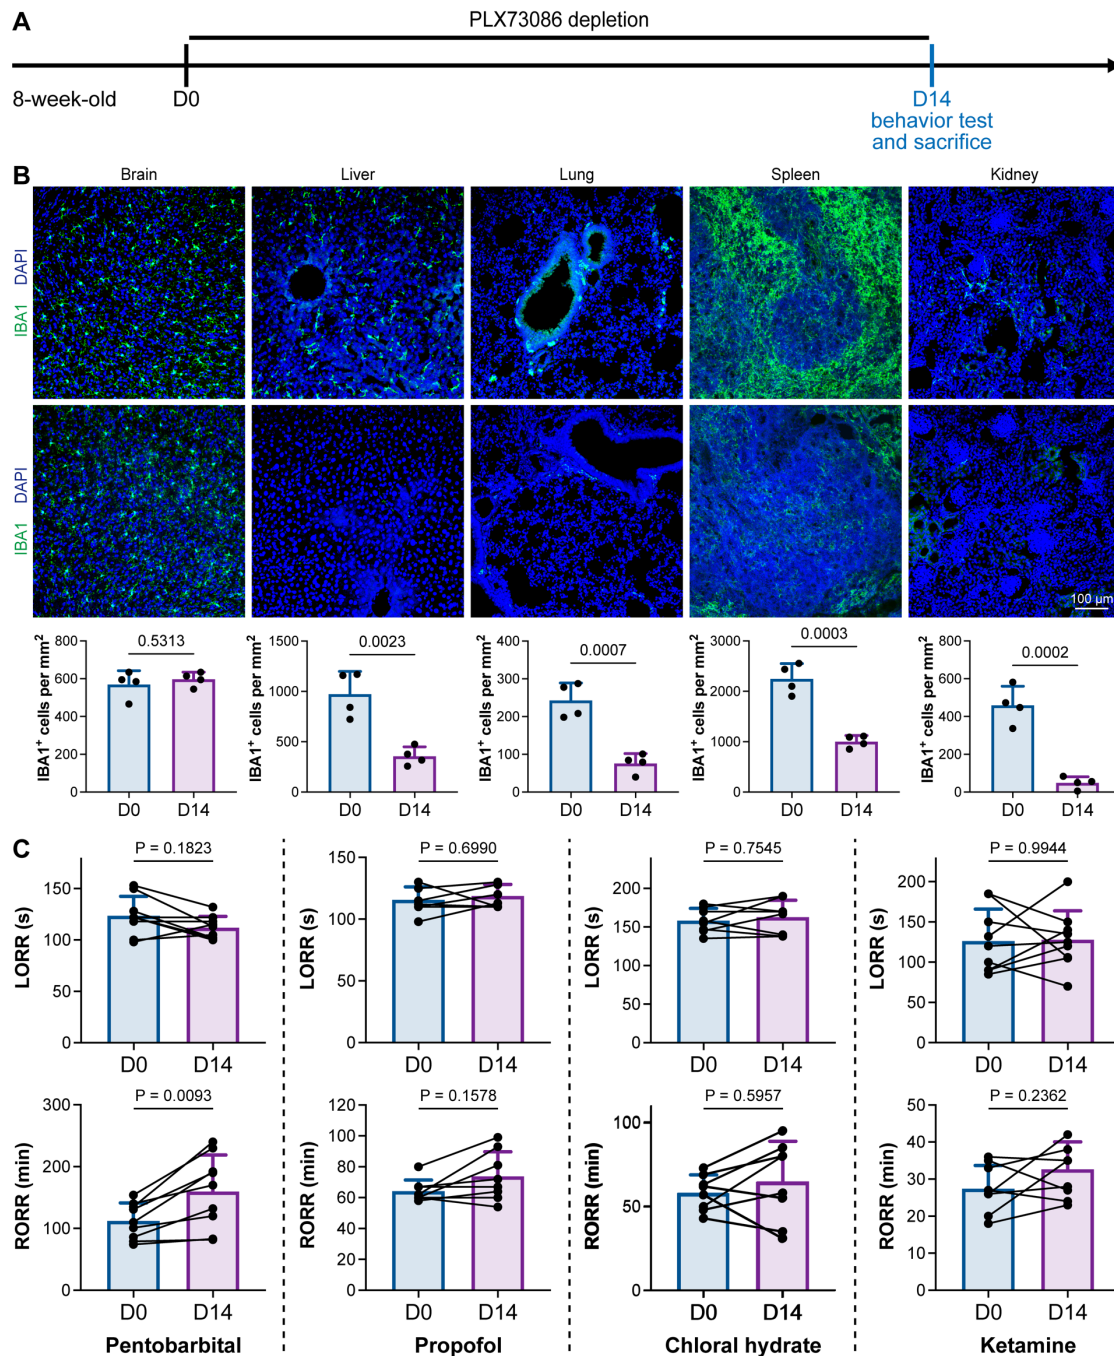 A
PLX73086 depletion
8-week-old
D0
D14
behavior test
and sacrifice
B
Brain
Liver
Lung
Spleen
Kidney
IBA1 DAPI
IBA1 DAPI
100 µm
IBA1⁺ cells per mm²
800
600
400
200
0
0.5313
D0 D14
IBA1⁺ cells per mm²
1500
1000
500
0
0.0023
D0 D14
IBA1⁺ cells per mm²
400
300
200
100
0
0.0007
D0 D14
IBA1⁺ cells per mm²
3000
2000
1000
0
0.0003
D0 D14
IBA1⁺ cells per mm²
800
600
400
200
0
0.0002
D0 D14
C
LORR (s)
150
100
50
0
P = 0.1823
D0 D14
LORR (s)
150
100
50
0
P = 0.6990
D0 D14
LORR (s)
200
150
100
50
0
P = 0.7545
D0 D14
LORR (s)
200
150
100
50
0
P = 0.9944
D0 D14
RORR (min)
300
200
100
0
P = 0.0093
D0 D14
Pentobarbital
RORR (min)
120
100
80
60
40
20
0
P = 0.1578
D0 D14
Propofol
RORR (min)
100
50
0
P = 0.5957
D0 D14
Chloral hydrate
RORR (min)
50
40
30
20
10
0
P = 0.2362
D0 D14
Ketamine